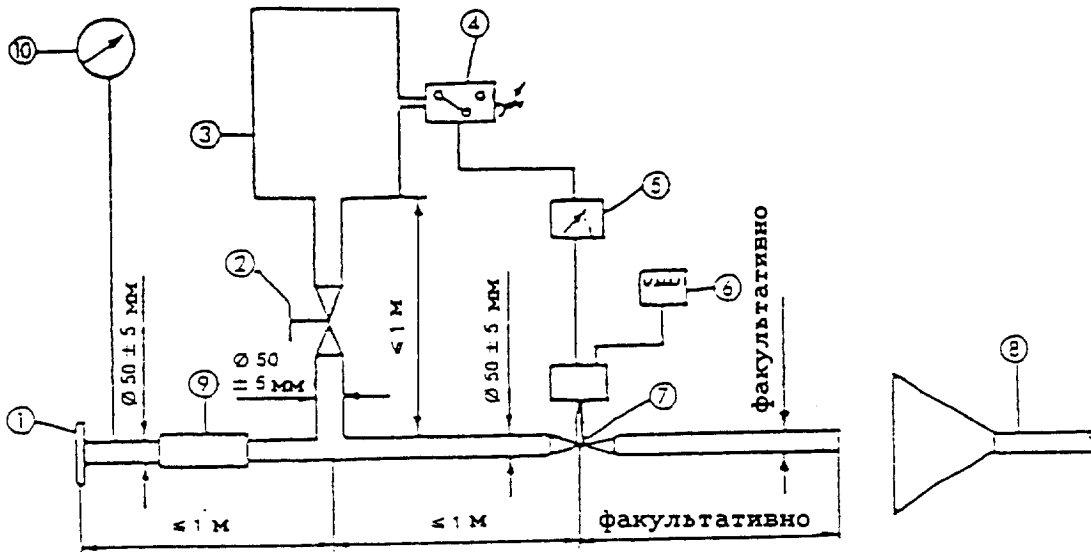 10
4
3
5
2
6
Ø 50 ± 5 мм
≤ 1 м
Ø 50 ± 5 мм
факультативно
Ø 50
± 5 мм
9
7
8
1
≤ 1 м
≤ 1 м
факультативно